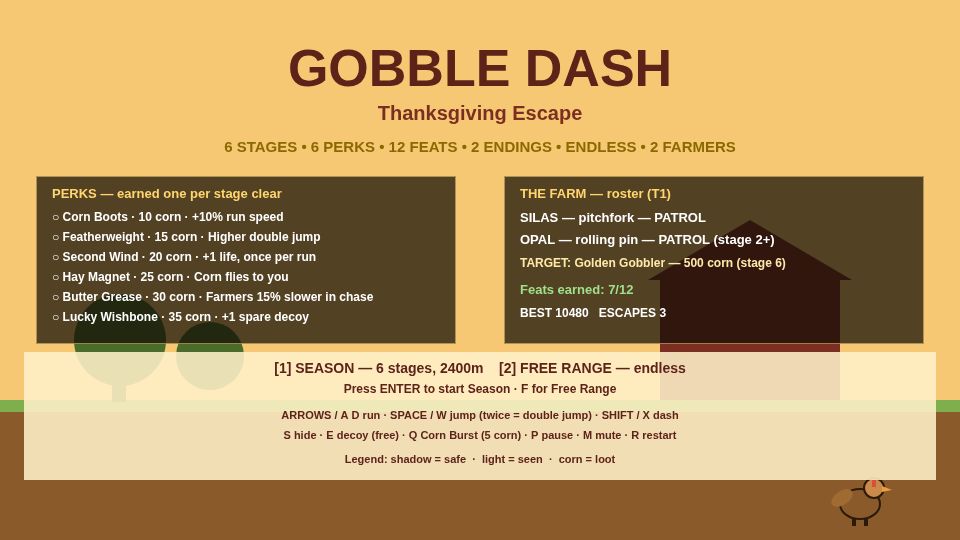 GOBBLE DASH
Thanksgiving Escape
6 STAGES • 6 PERKS • 12 FEATS • 2 ENDINGS • ENDLESS • 2 FARMERS
PERKS — earned one per stage clear
○ Corn Boots · 10 corn · +10% run speed
○ Featherweight · 15 corn · Higher double jump
○ Second Wind · 20 corn · +1 life, once per run
○ Hay Magnet · 25 corn · Corn flies to you
○ Butter Grease · 30 corn · Farmers 15% slower in chase
○ Lucky Wishbone · 35 corn · +1 spare decoy
THE FARM — roster (T1)
SILAS — pitchfork — PATROL
OPAL — rolling pin — PATROL (stage 2+)
TARGET: Golden Gobbler — 500 corn (stage 6)
Feats earned: 7/12
BEST 10480 ESCAPES 3
[1] SEASON — 6 stages, 2400m [2] FREE RANGE — endless
Press ENTER to start Season · F for Free Range
ARROWS / A D run · SPACE / W jump (twice = double jump) · SHIFT / X dash
S hide · E decoy (free) · Q Corn Burst (5 corn) · P pause · M mute · R restart
Legend: shadow = safe · light = seen · corn = loot